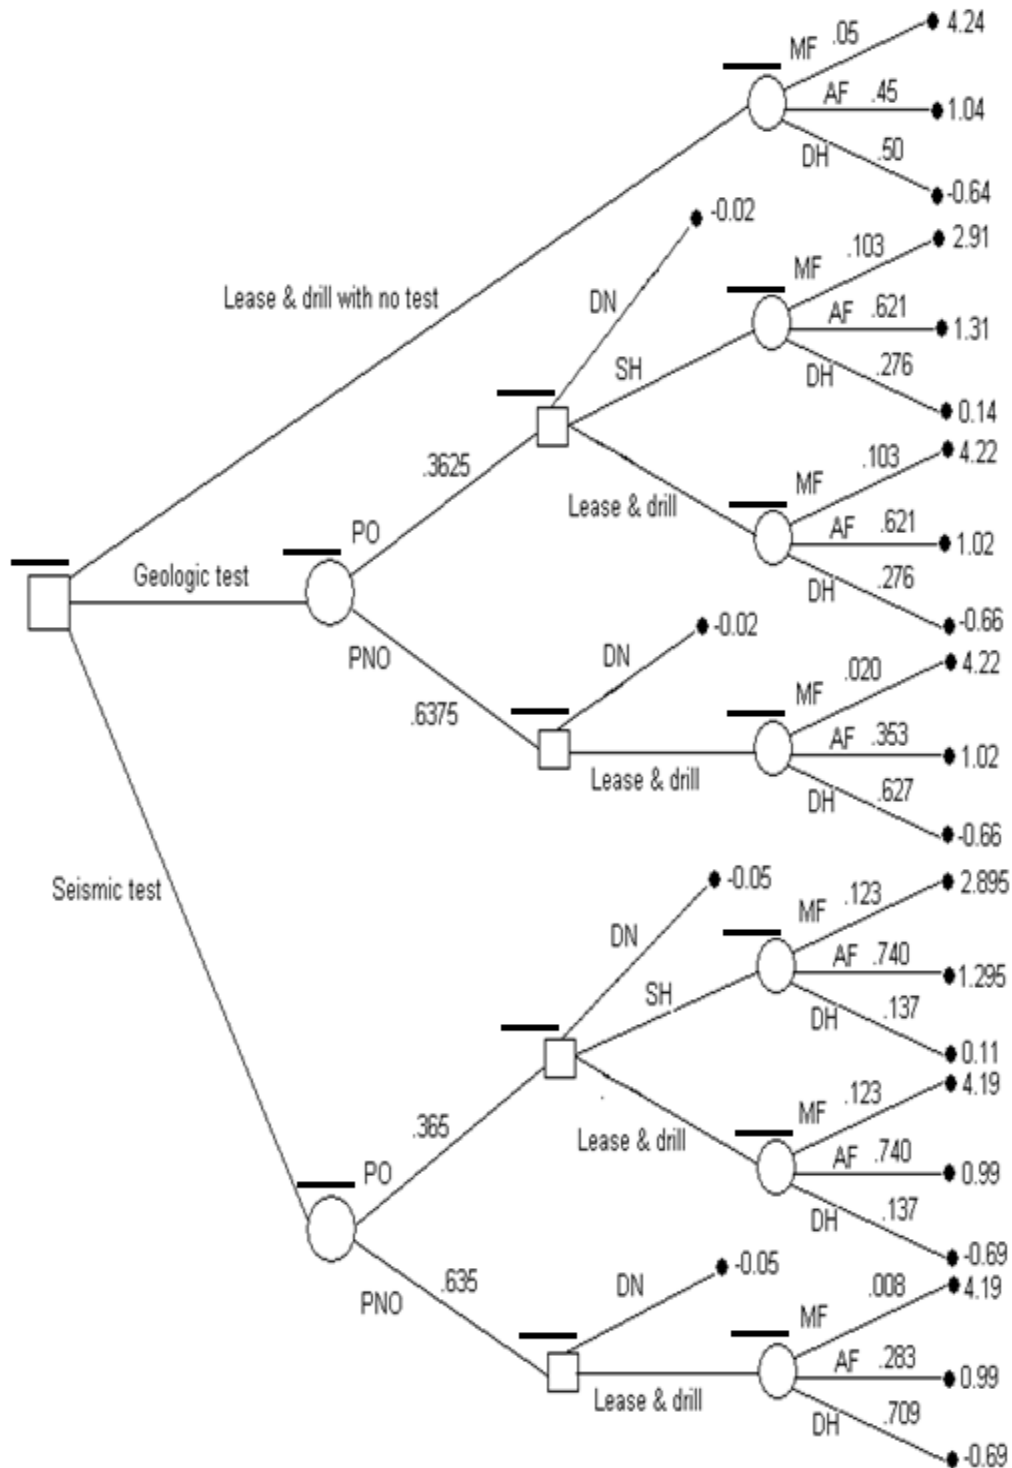 MF .05 4.24
AF .45 1.04
DH .50 -0.64
Lease & drill with no test
DN -0.02
MF .103 2.91
SH AF .621 1.31
DH .276 0.14
.3625
Lease & drill MF .103 4.22
AF .621 1.02
DH .276 -0.66
PO
Geologic test
PNO
.6375
DN -0.02
MF .020 4.22
Lease & drill AF .353 1.02
DH .627 -0.66
Seismic test
DN -0.05
MF .123 2.895
SH AF .740 1.295
DH .137 0.11
.365
Lease & drill MF .123 4.19
AF .740 0.99
DH .137 -0.69
PO
PNO
.635
DN -0.05
MF .008 4.19
Lease & drill AF .283 0.99
DH .709 -0.69